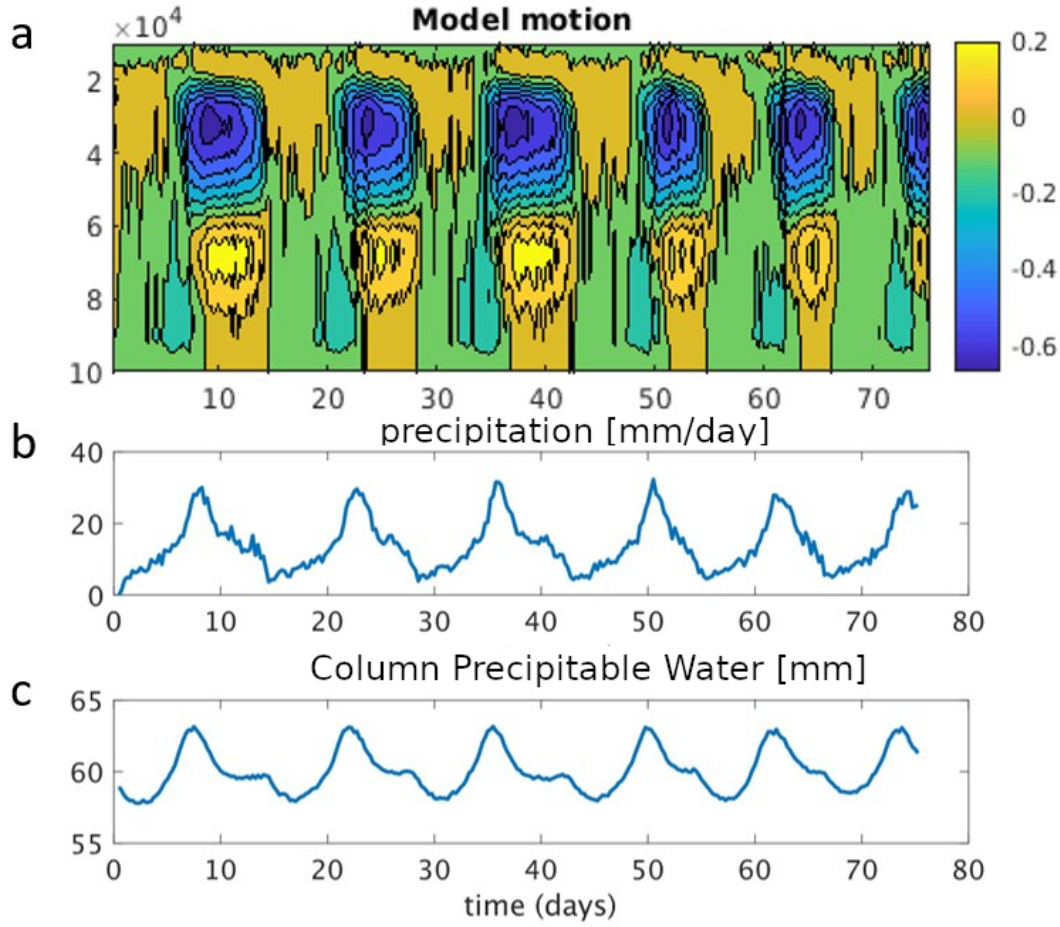 a
×10⁴
Model motion
2
4
6
8
10
10 20 30 40 50 60 70
0.2
0
-0.2
-0.4
-0.6
b
precipitation [mm/day]
40
20
0
0 10 20 30 40 50 60 70 80
c
Column Precipitable Water [mm]
65
60
55
0 10 20 30 40 50 60 70 80
time (days)